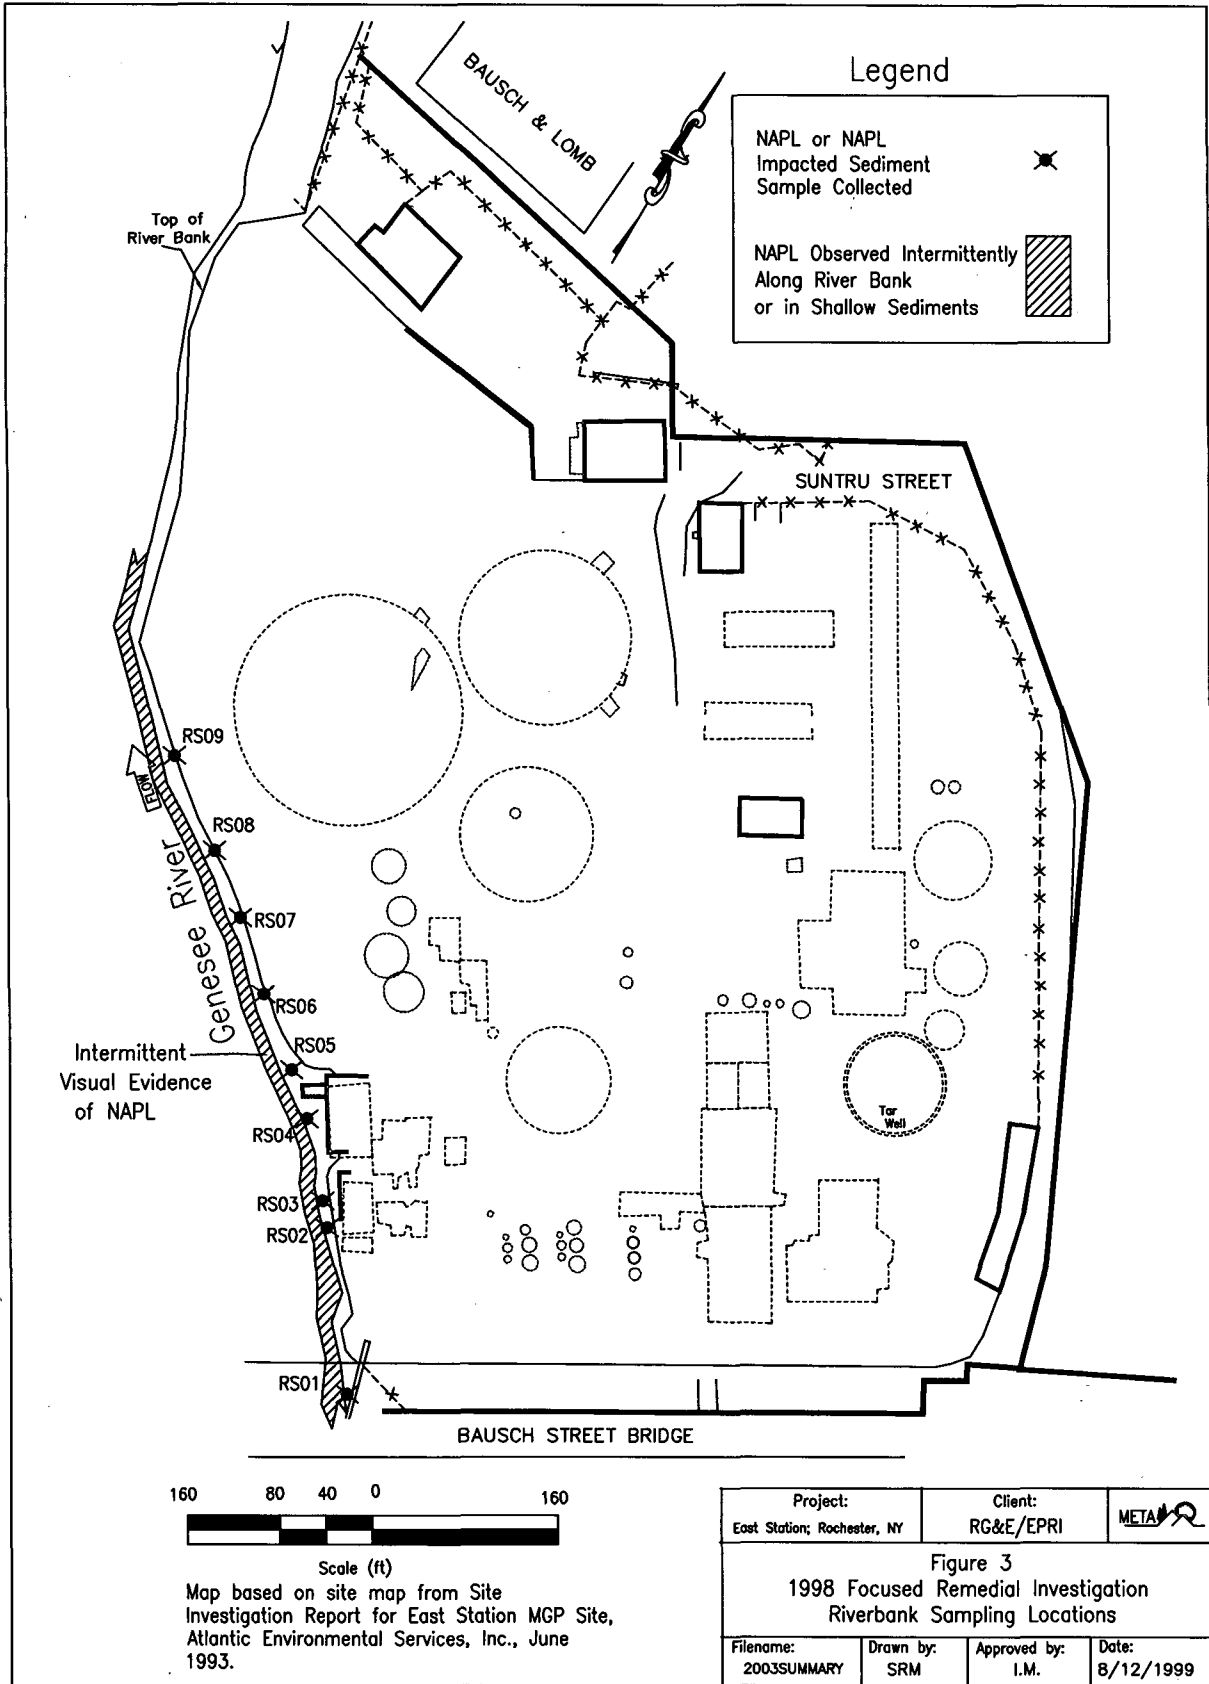 BAUSCH & LOMB
Legend
NAPL or NAPL
Impacted Sediment
Sample Collected
NAPL Observed Intermittently
Along River Bank
or in Shallow Sediments
Top of
River Bank
SUNTRU STREET
RS09
FLOW
RS08
Genesee River
RS07
RS06
RS05
Intermittent
Visual Evidence
of NAPL
RS04
Tar
Well
RS03
RS02
RS01
BAUSCH STREET BRIDGE
160 80 40 0 160
Scale (ft)
Map based on site map from Site
Investigation Report for East Station MGP Site,
Atlantic Environmental Services, Inc., June
1993.
Project:
East Station; Rochester, NY
Client:
RG&E/EPRI
META
Figure 3
1998 Focused Remedial Investigation
Riverbank Sampling Locations
Filename:
2003SUMMARY
Drawn by:
SRM
Approved by:
I.M.
Date:
8/12/1999